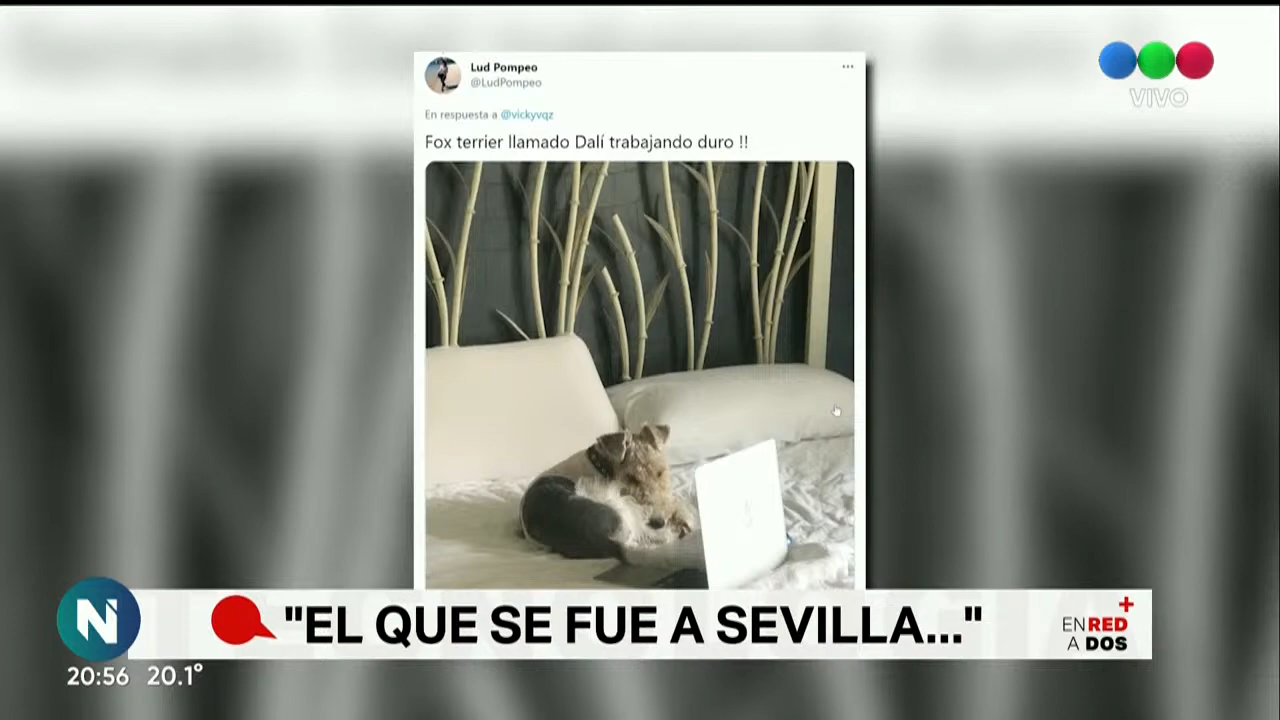 Lud Pompeo
@LudPompeo
En respuesta a @vickyvqz
Fox terrier llamado Dalí trabajando duro !!
VIVO
"EL QUE SE FUE A SEVILLA..."
EN RED +
A DOS
N
20:56 20.1°